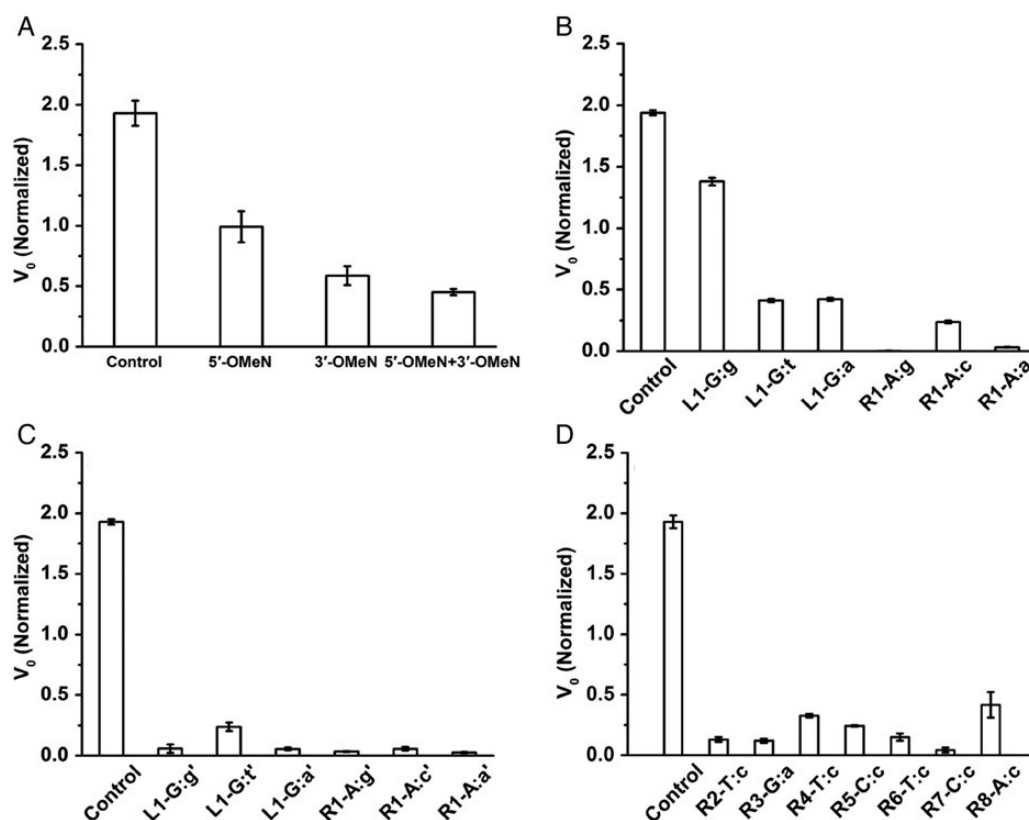 A
V₀ (Normalized)
2.5
2.0
1.5
1.0
0.5
0.0
Control
5′-OMeN
3′-OMeN
5′-OMeN+3′-OMeN
B
V₀ (Normalized)
2.5
2.0
1.5
1.0
0.5
0.0
Control
L1-G:g
L1-G:t
L1-G:a
R1-A:g
R1-A:c
R1-A:a
C
V₀ (Normalized)
2.5
2.0
1.5
1.0
0.5
0.0
Control
L1-G:g'
L1-G:t'
L1-G:a'
R1-A:g'
R1-A:c'
R1-A:a'
D
V₀ (Normalized)
2.5
2.0
1.5
1.0
0.5
0.0
Control
R2-T:c
R3-G:a
R4-T:c
R5-C:c
R6-T:c
R7-C:c
R8-A:c